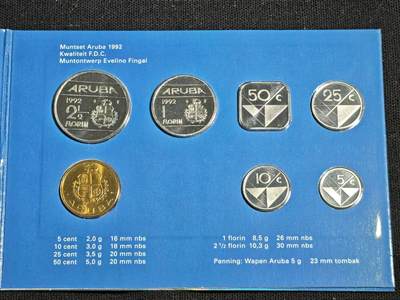 Muntset Aruba 1992
Kwaliteit F.D.C.
Muntontwerp Evelino Fingal
ARUBA
1992
2½
FLORIN
ARUBA
1992
1
FLORIN
50 c
25 c
10 c
5 c
5 cent 2,0 g 16 mm nbs
10 cent 3,0 g 18 mm nbs
25 cent 3,5 g 20 mm nbs
50 cent 5,0 g 20 mm nbs
1 florin 8,5 g 26 mm nbs
2 1/2 florin 10,3 g 30 mm nbs
Penning: Wapen Aruba 5 g 23 mm tombak